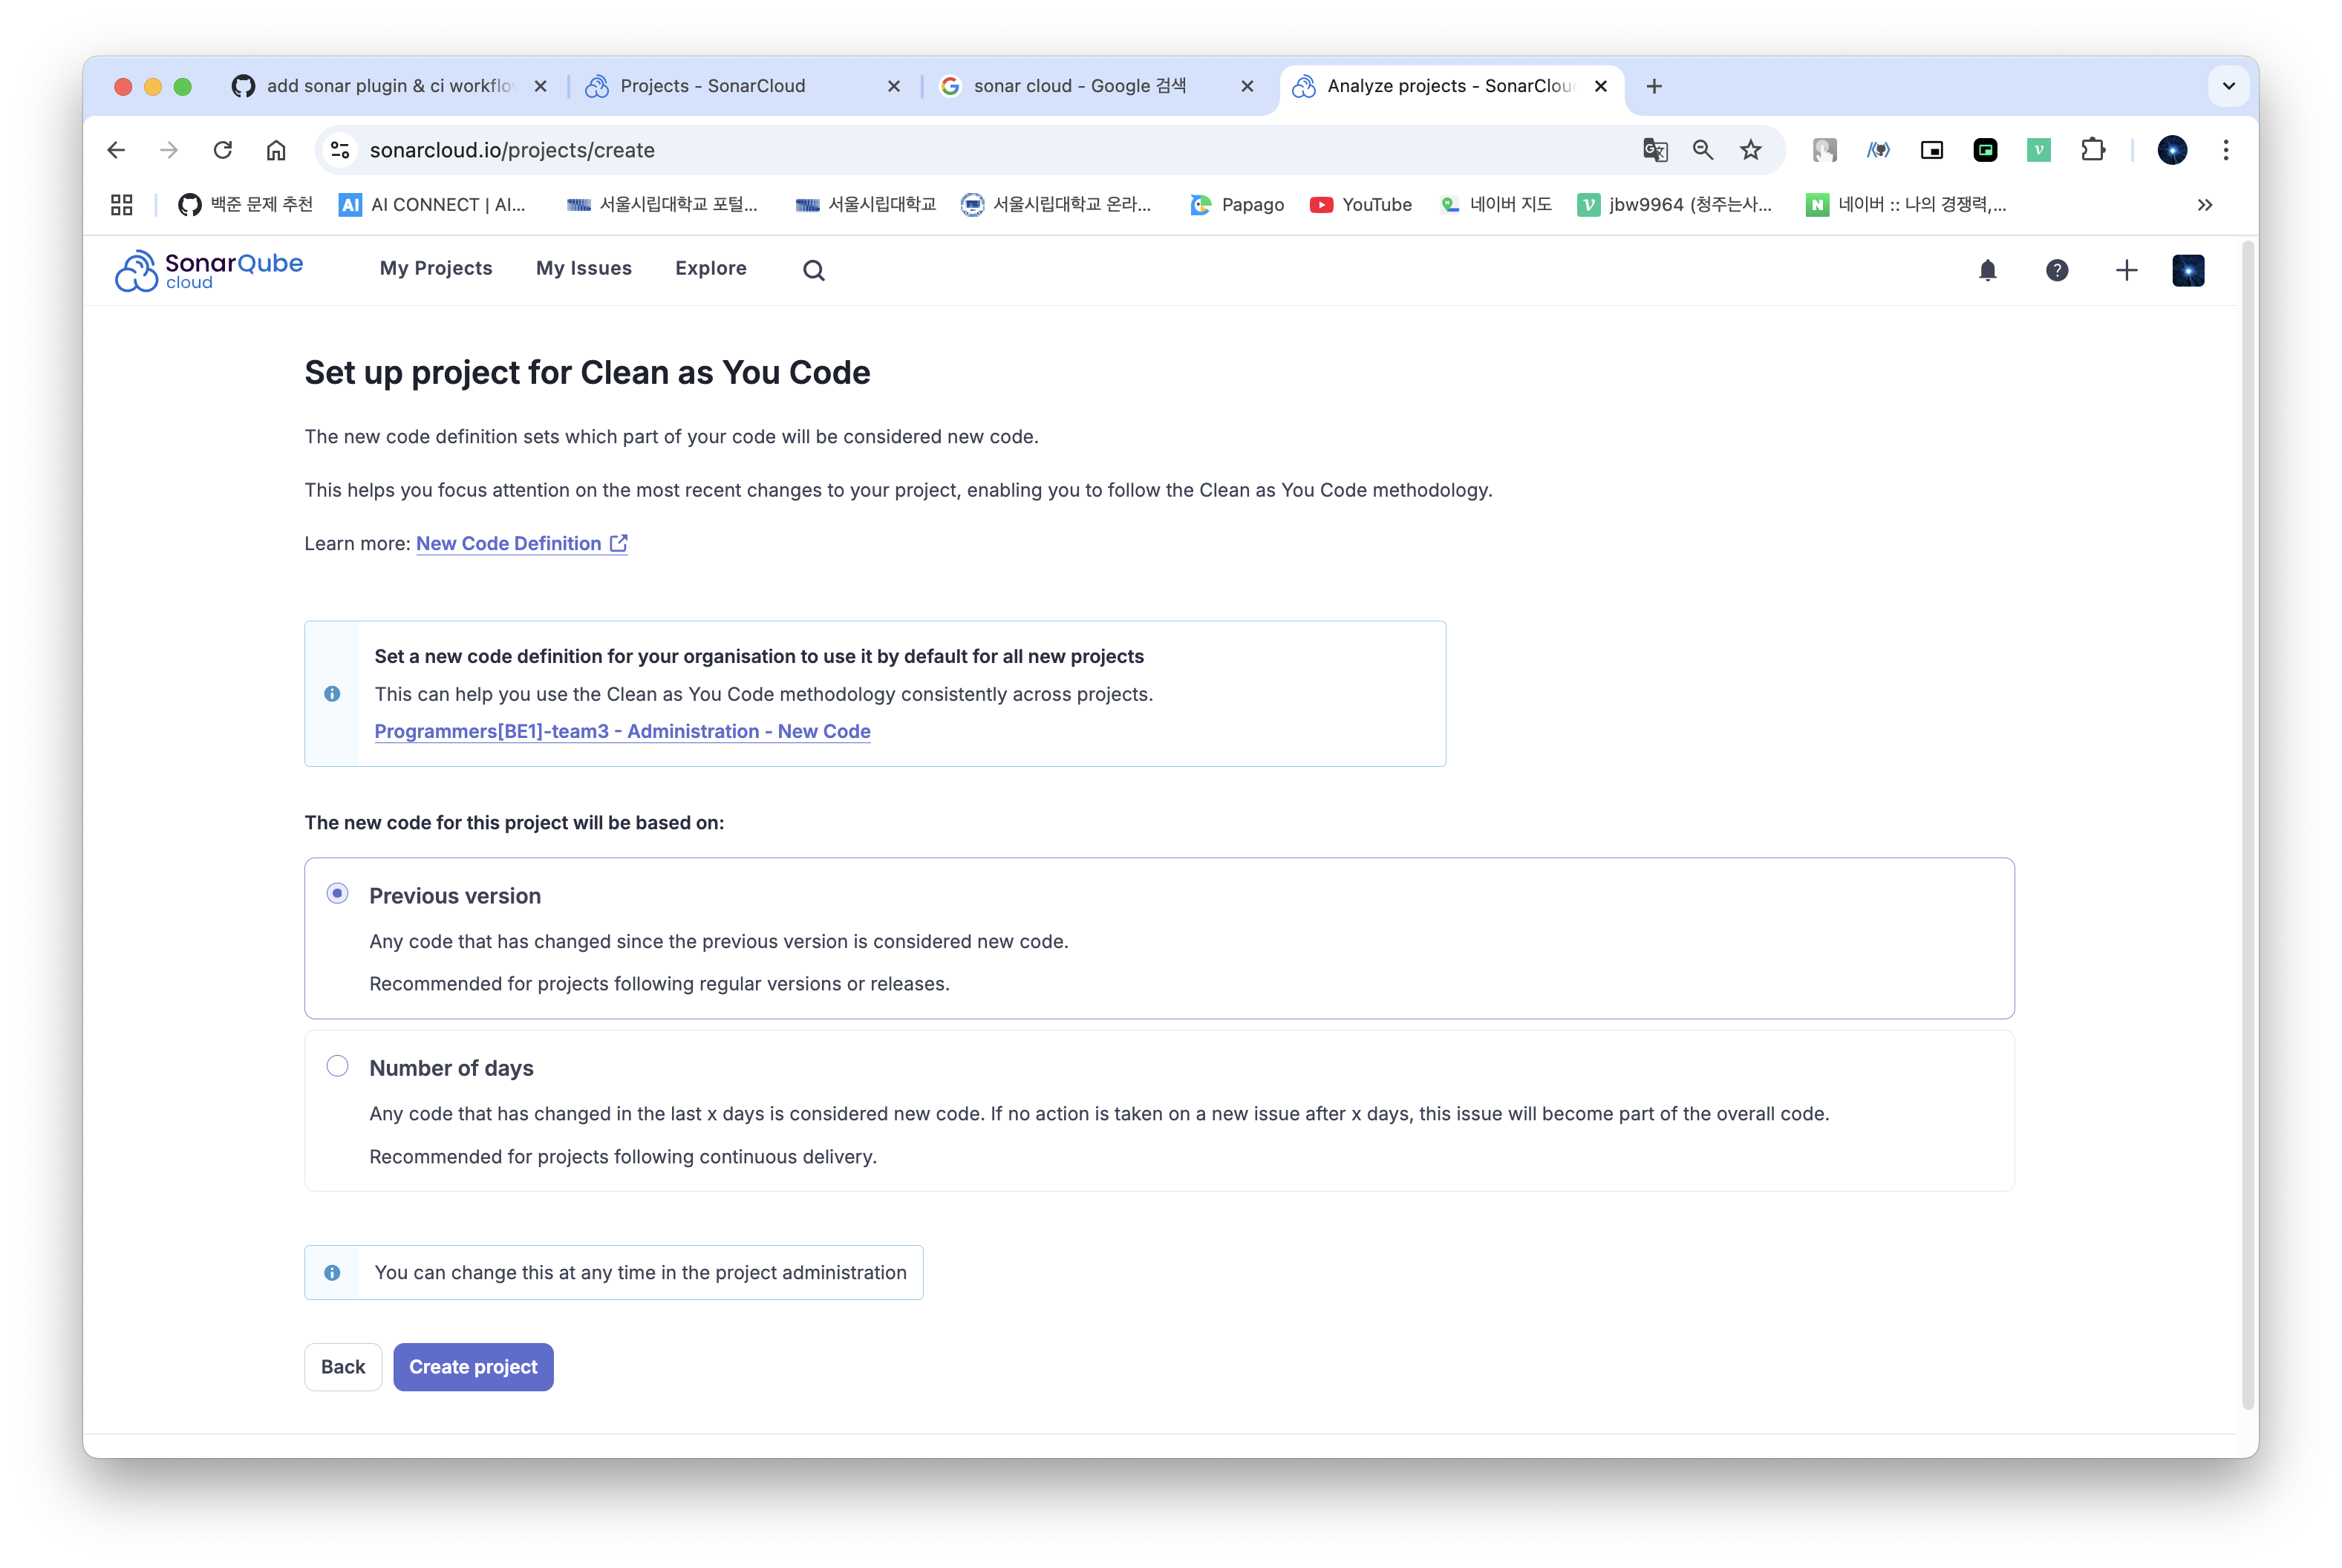 add sonar plugin & ci workflo
Projects - SonarCloud
sonar cloud - Google 검색
Analyze projects - SonarClou
sonarcloud.io/projects/create
백준 문제 추천
AI
AI CONNECT | AI...
서울시립대학교 포털...
서울시립대학교
서울시립대학교 온라...
Papago
YouTube
네이버 지도
jbw9964 (청주는사...
네이버 :: 나의 경쟁력,...
SonarQube
cloud
My Projects
My Issues
Explore
Set up project for Clean as You Code
The new code definition sets which part of your code will be considered new code.
This helps you focus attention on the most recent changes to your project, enabling you to follow the Clean as You Code methodology.
Learn more: New Code Definition
Set a new code definition for your organisation to use it by default for all new projects
This can help you use the Clean as You Code methodology consistently across projects.
Programmers[BE1]-team3 - Administration - New Code
The new code for this project will be based on:
Previous version
Any code that has changed since the previous version is considered new code.
Recommended for projects following regular versions or releases.
Number of days
Any code that has changed in the last x days is considered new code. If no action is taken on a new issue after x days, this issue will become part of the overall code.
Recommended for projects following continuous delivery.
You can change this at any time in the project administration
Back
Create project